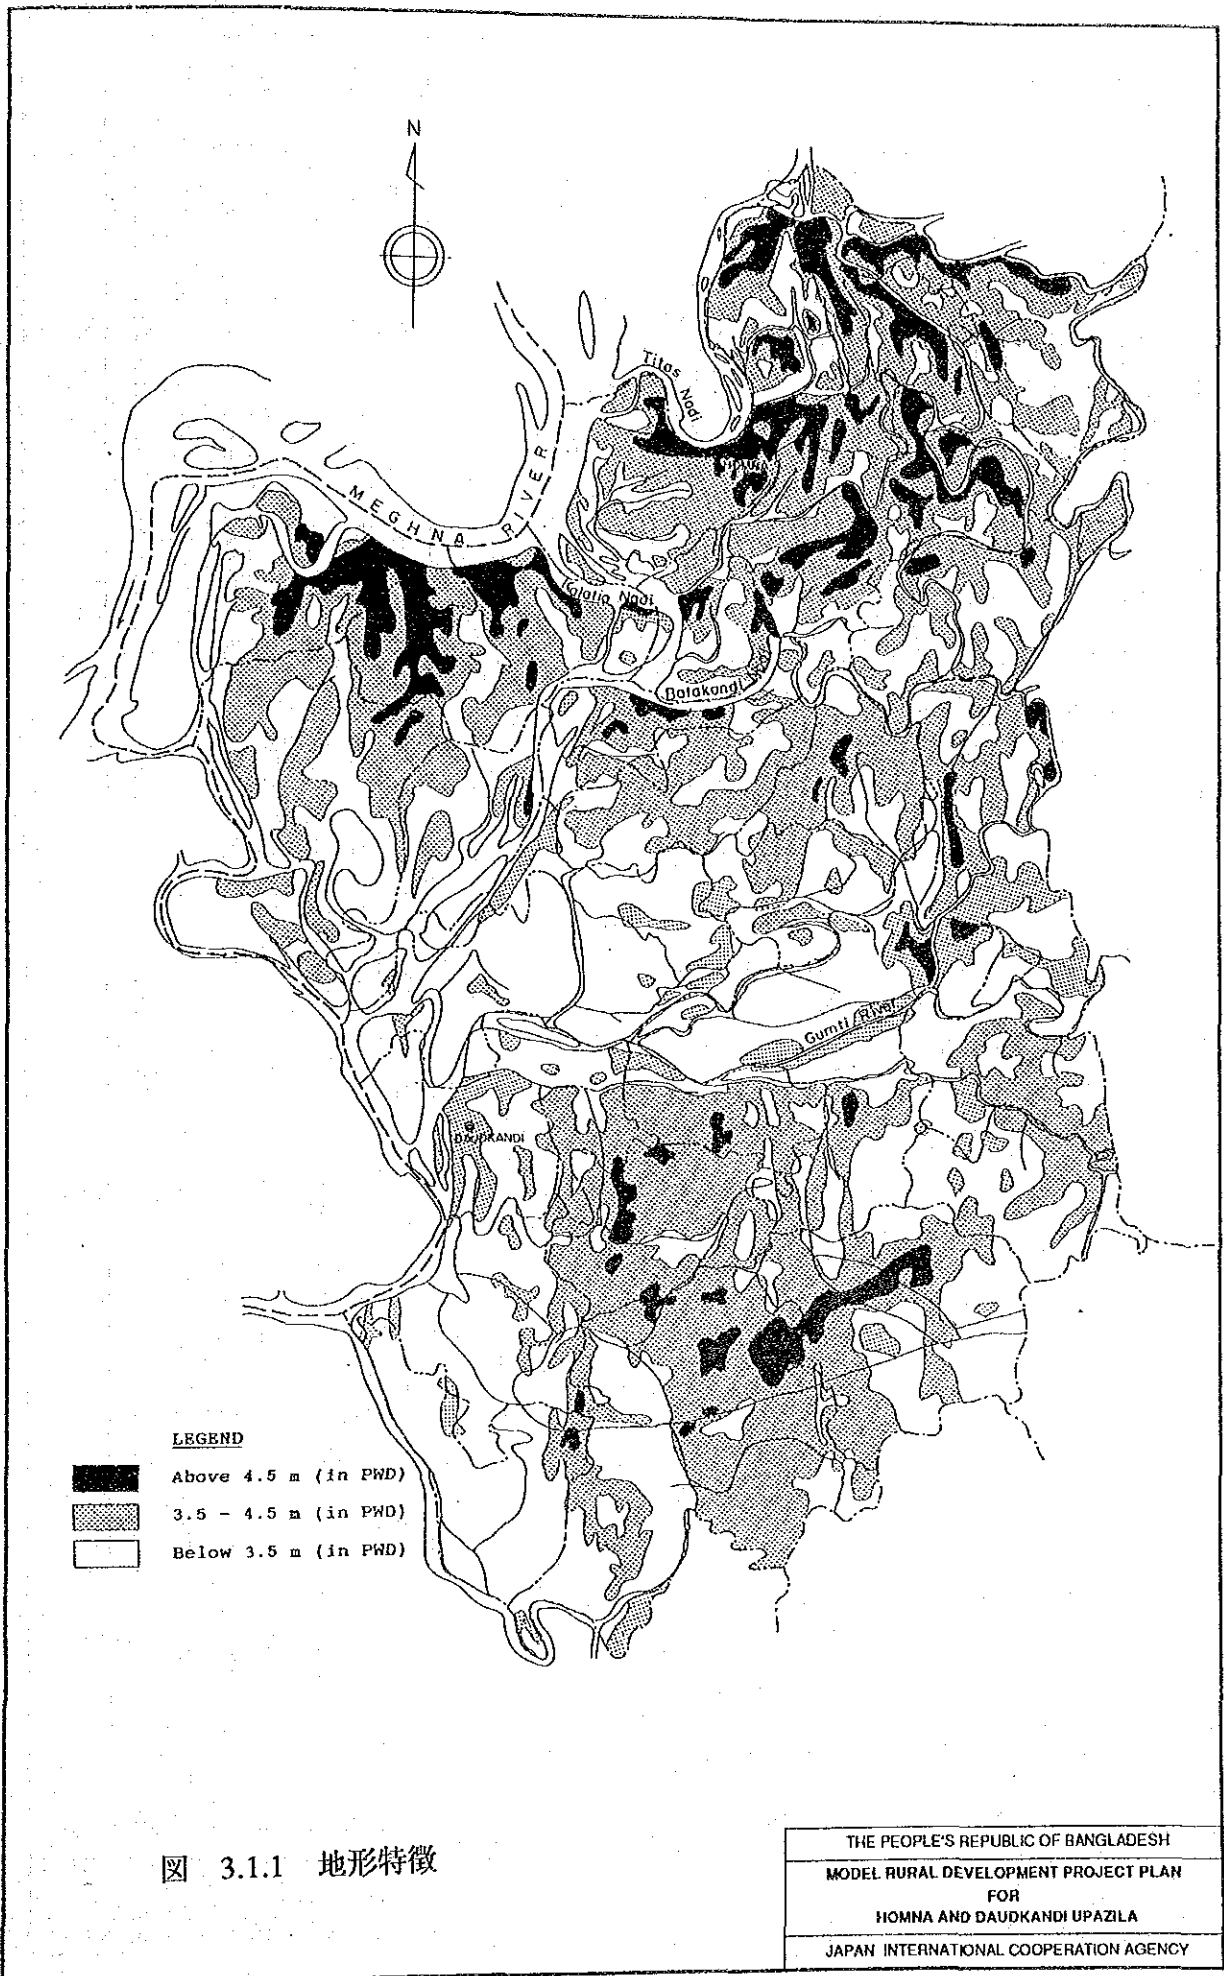 N
Titas Nadi
MEGHNA RIVER
Nadi
Gumti River
DAUDKANDI
LEGEND
Above 4.5 m (in PWD)
3.5 - 4.5 m (in PWD)
Below 3.5 m (in PWD)
図 3.1.1 地形特徴
THE PEOPLE'S REPUBLIC OF BANGLADESH
MODEL RURAL DEVELOPMENT PROJECT PLAN
FOR
HOMNA AND DAUDKANDI UPAZILA
JAPAN INTERNATIONAL COOPERATION AGENCY